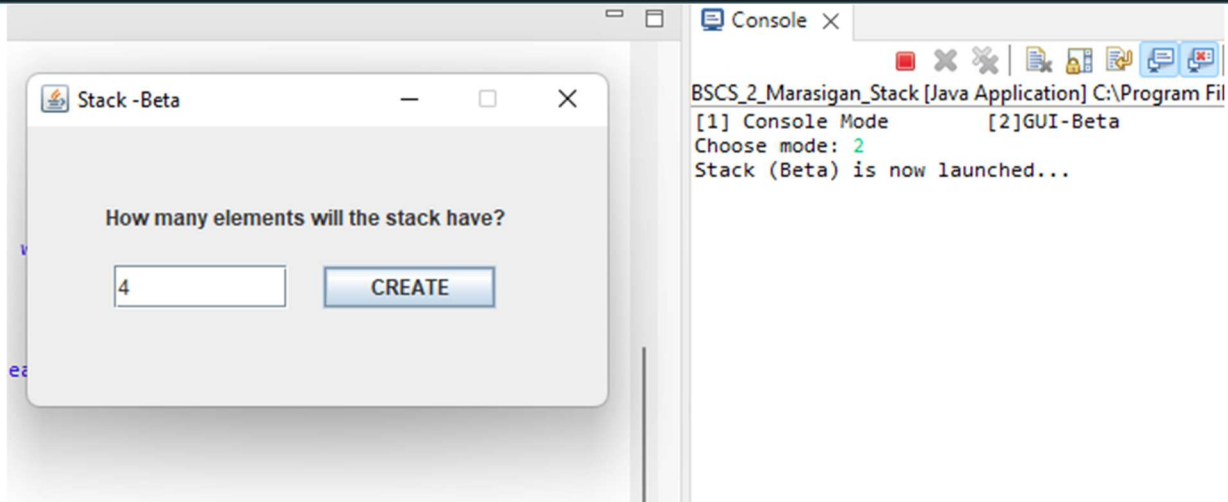 Stack -Beta
How many elements will the stack have?
4
CREATE
Console
BSCS_2_Marasigan_Stack [Java Application] C:\Program Fil
[1] Console Mode [2]GUI-Beta
Choose mode: 2
Stack (Beta) is now launched...